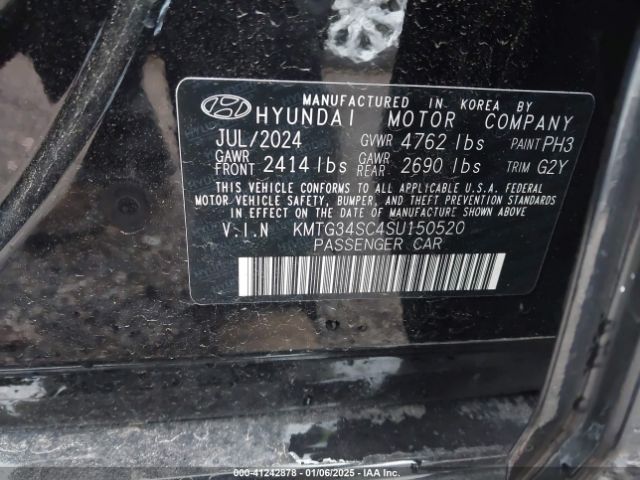 MANUFACTURED IN KOREA BY
HYUNDAI MOTOR COMPANY
JUL/2024 GVWR 4762 lbs PAINT PH3
GAWR FRONT 2414 lbs GAWR REAR 2690 lbs TRIM G2Y
THIS VEHICLE CONFORMS TO ALL APPLICABLE U.S.A. FEDERAL
MOTOR VEHICLE SAFETY, BUMPER, AND THEFT PREVENTION STANDARDS
IN EFFECT ON THE DATE OF MANUFACTURE SHOWN ABOVE
V.I.N KMTG34SC4SU150520
PASSENGER CAR
000-41242878 - 01/06/2025 - IAA Inc.